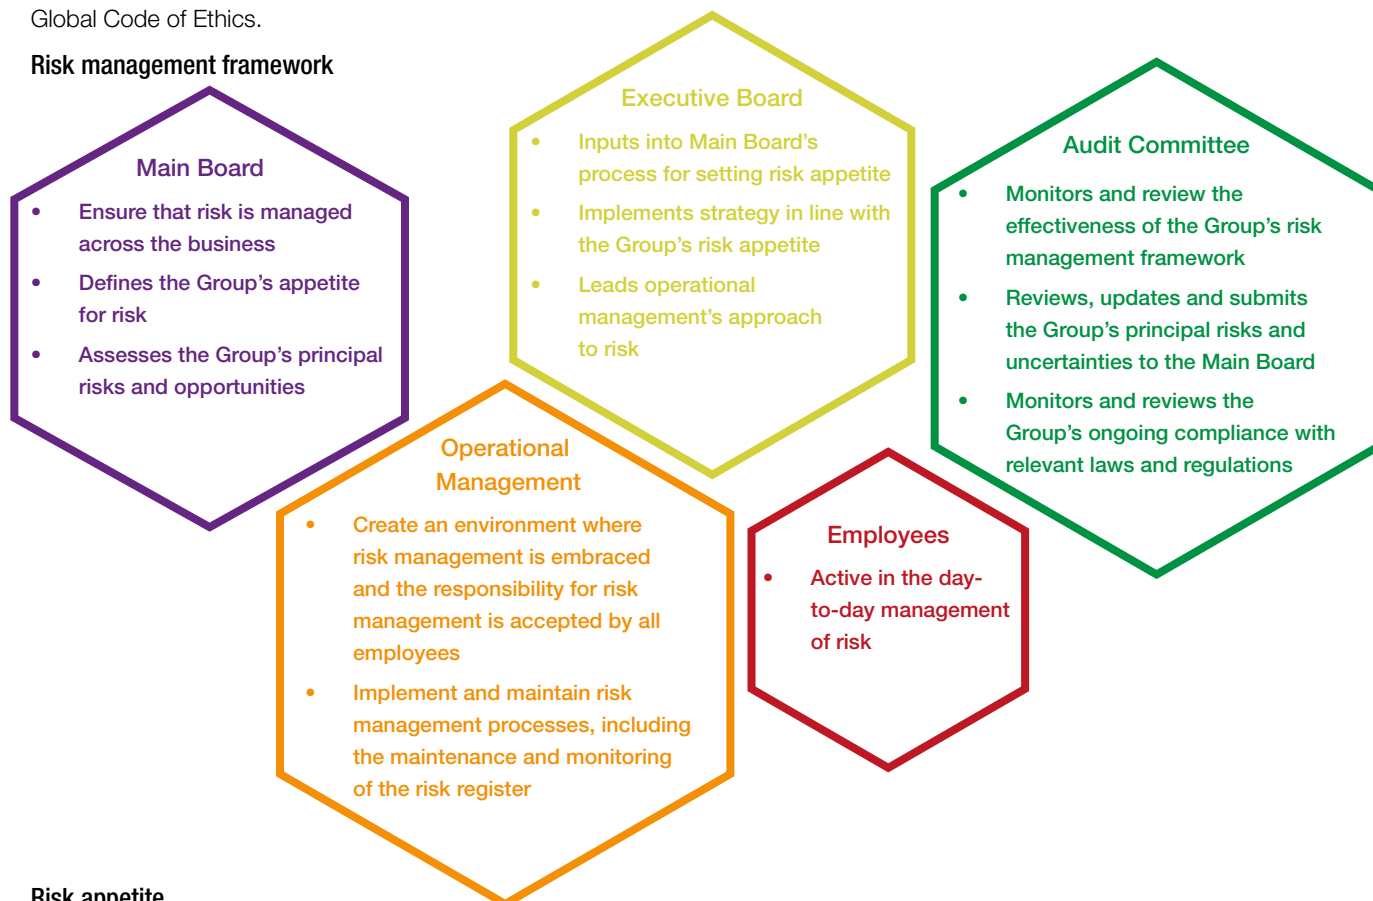 Global Code of Ethics.
Risk management framework
Main Board
• Ensure that risk is managed
across the business
• Defines the Group’s appetite
for risk
• Assesses the Group’s principal
risks and opportunities
Executive Board
• Inputs into Main Board’s
process for setting risk appetite
• Implements strategy in line with
the Group’s risk appetite
• Leads operational
management’s approach
to risk
Audit Committee
• Monitors and review the
effectiveness of the Group’s risk
management framework
• Reviews, updates and submits
the Group’s principal risks and
uncertainties to the Main Board
• Monitors and reviews the
Group’s ongoing compliance with
relevant laws and regulations
Operational
Management
• Create an environment where
risk management is embraced
and the responsibility for risk
management is accepted by all
employees
• Implement and maintain risk
management processes, including
the maintenance and monitoring
of the risk register
Employees
• Active in the day-
to-day management
of risk
Risk appetite